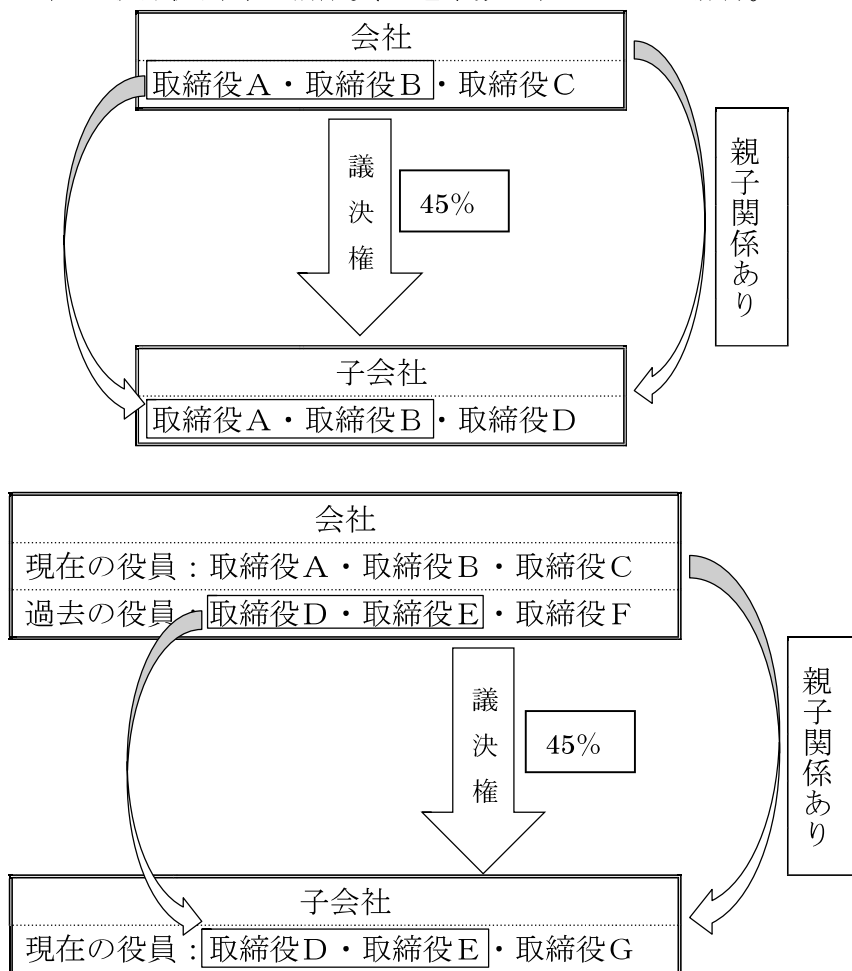 会社
取締役A・取締役B・取締役C
議決権
45%
親子関係あり
子会社
取締役A・取締役B・取締役D
会社
現在の役員：取締役A・取締役B・取締役C
過去の役員：取締役D・取締役E・取締役F
議決権
45%
親子関係あり
子会社
現在の役員：取締役D・取締役E・取締役G